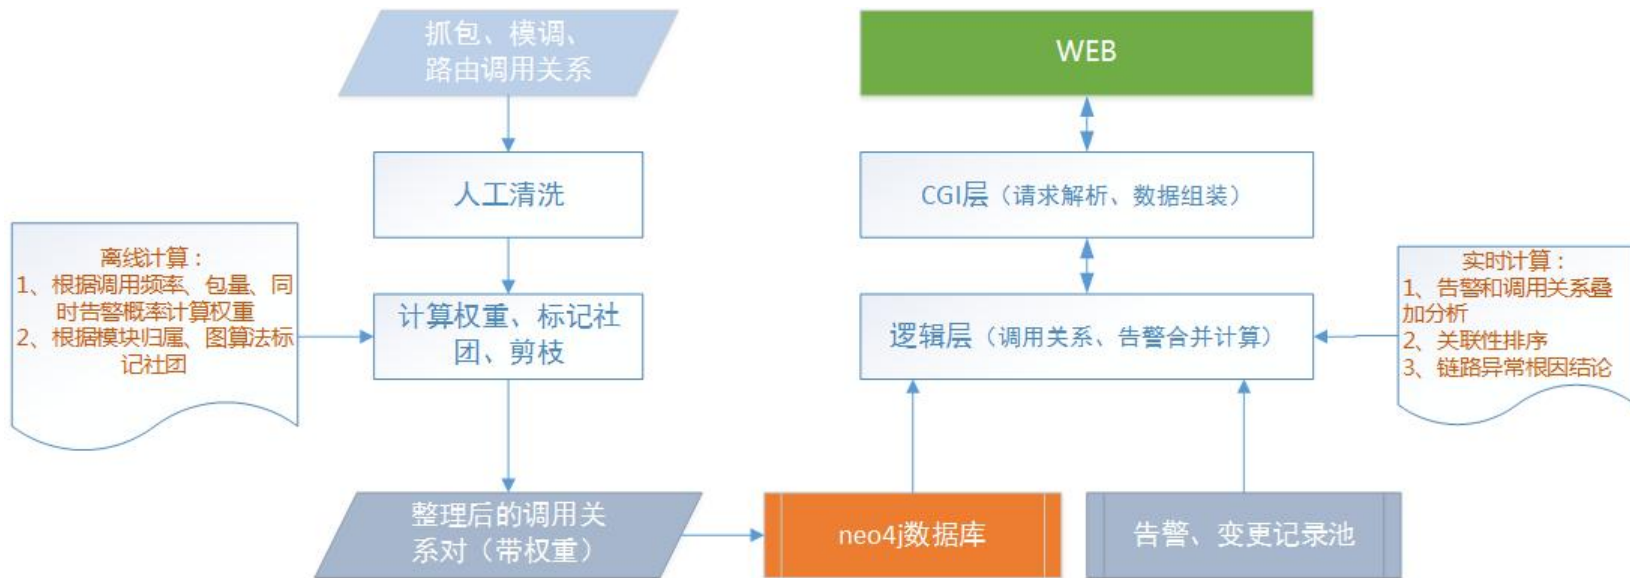 抓包、模调、
路由调用关系
WEB
人工清洗
CGI层（请求解析、数据组装）
离线计算：
1、根据调用频率、包量、同
时告警概率计算权重
2、根据模块归属、图算法标
记社团
计算权重、标记社
团、剪枝
逻辑层（调用关系、告警合并计算）
实时计算：
1、告警和调用关系叠
加分析
2、关联性排序
3、链路异常根因结论
整理后的调用关
系对（带权重）
neo4j数据库
告警、变更记录池